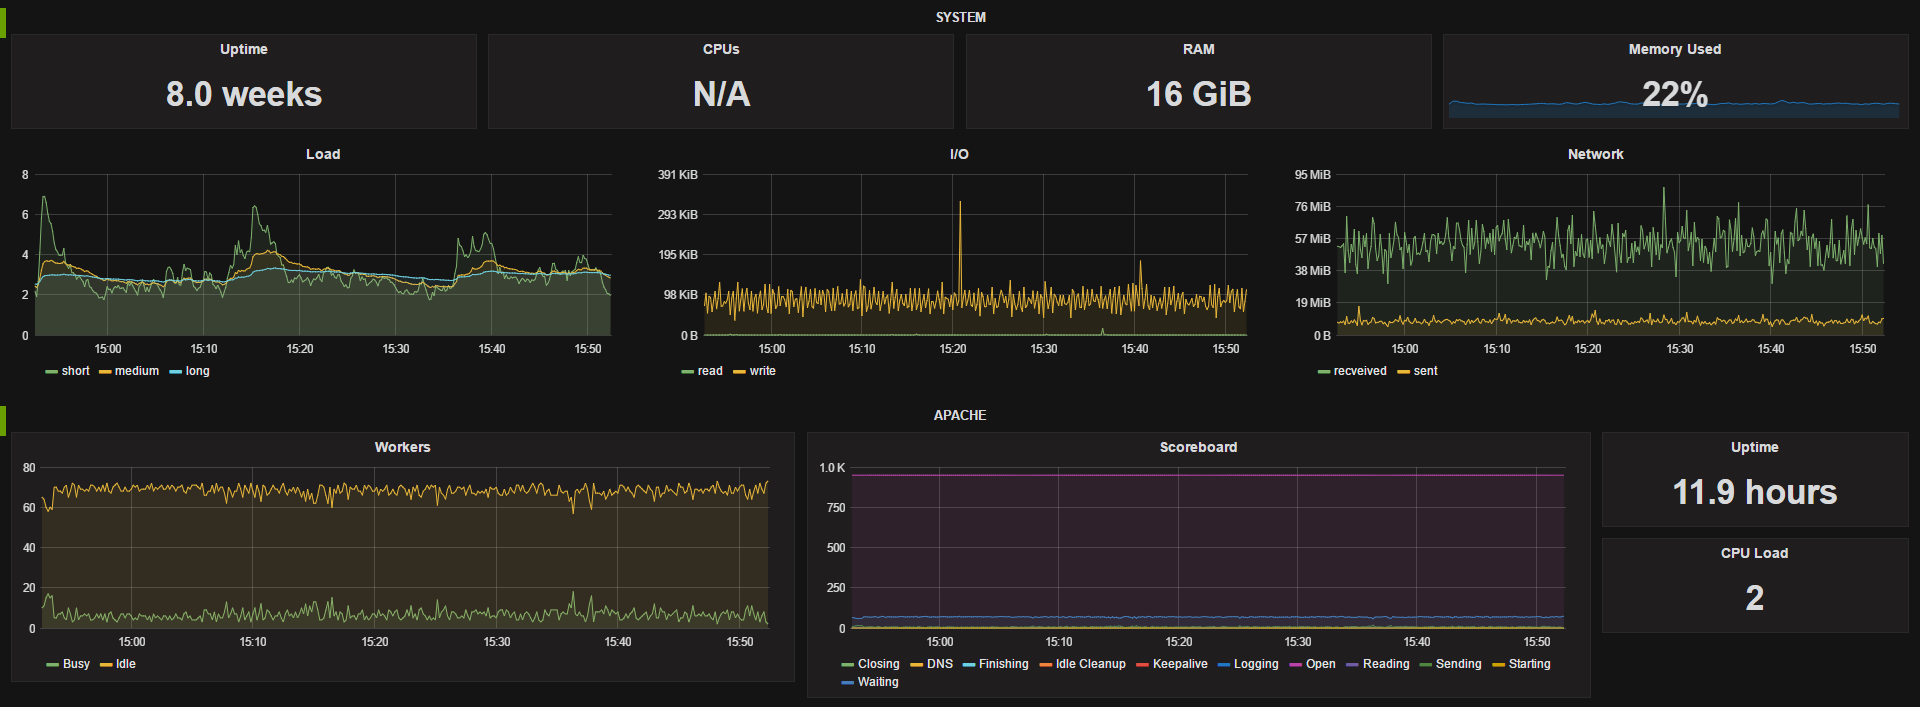 SYSTEM
Uptime
8.0 weeks
CPUs
N/A
RAM
16 GiB
Memory Used
22%
Load
8
6
4
2
0
15:00 15:10 15:20 15:30 15:40 15:50
short medium long
I/O
391 KiB
293 KiB
195 KiB
98 KiB
0 B
15:00 15:10 15:20 15:30 15:40 15:50
read write
Network
95 MiB
76 MiB
57 MiB
38 MiB
19 MiB
0 B
15:00 15:10 15:20 15:30 15:40 15:50
recveived sent
APACHE
Workers
80
60
40
20
0
15:00 15:10 15:20 15:30 15:40 15:50
Busy Idle
Scoreboard
1.0 K
750
500
250
0
15:00 15:10 15:20 15:30 15:40 15:50
Closing DNS Finishing Idle Cleanup Keepalive Logging Open Reading Sending Starting
Waiting
Uptime
11.9 hours
CPU Load
2